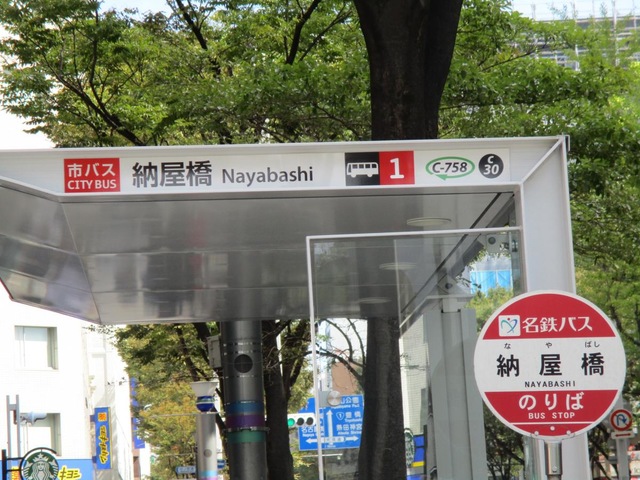 市バス
CITY BUS
納屋橋 Nayabashi
1
C-758
C
30
名鉄バス
なやばし
納屋橋
NAYABASHI
のりば
BUS STOP